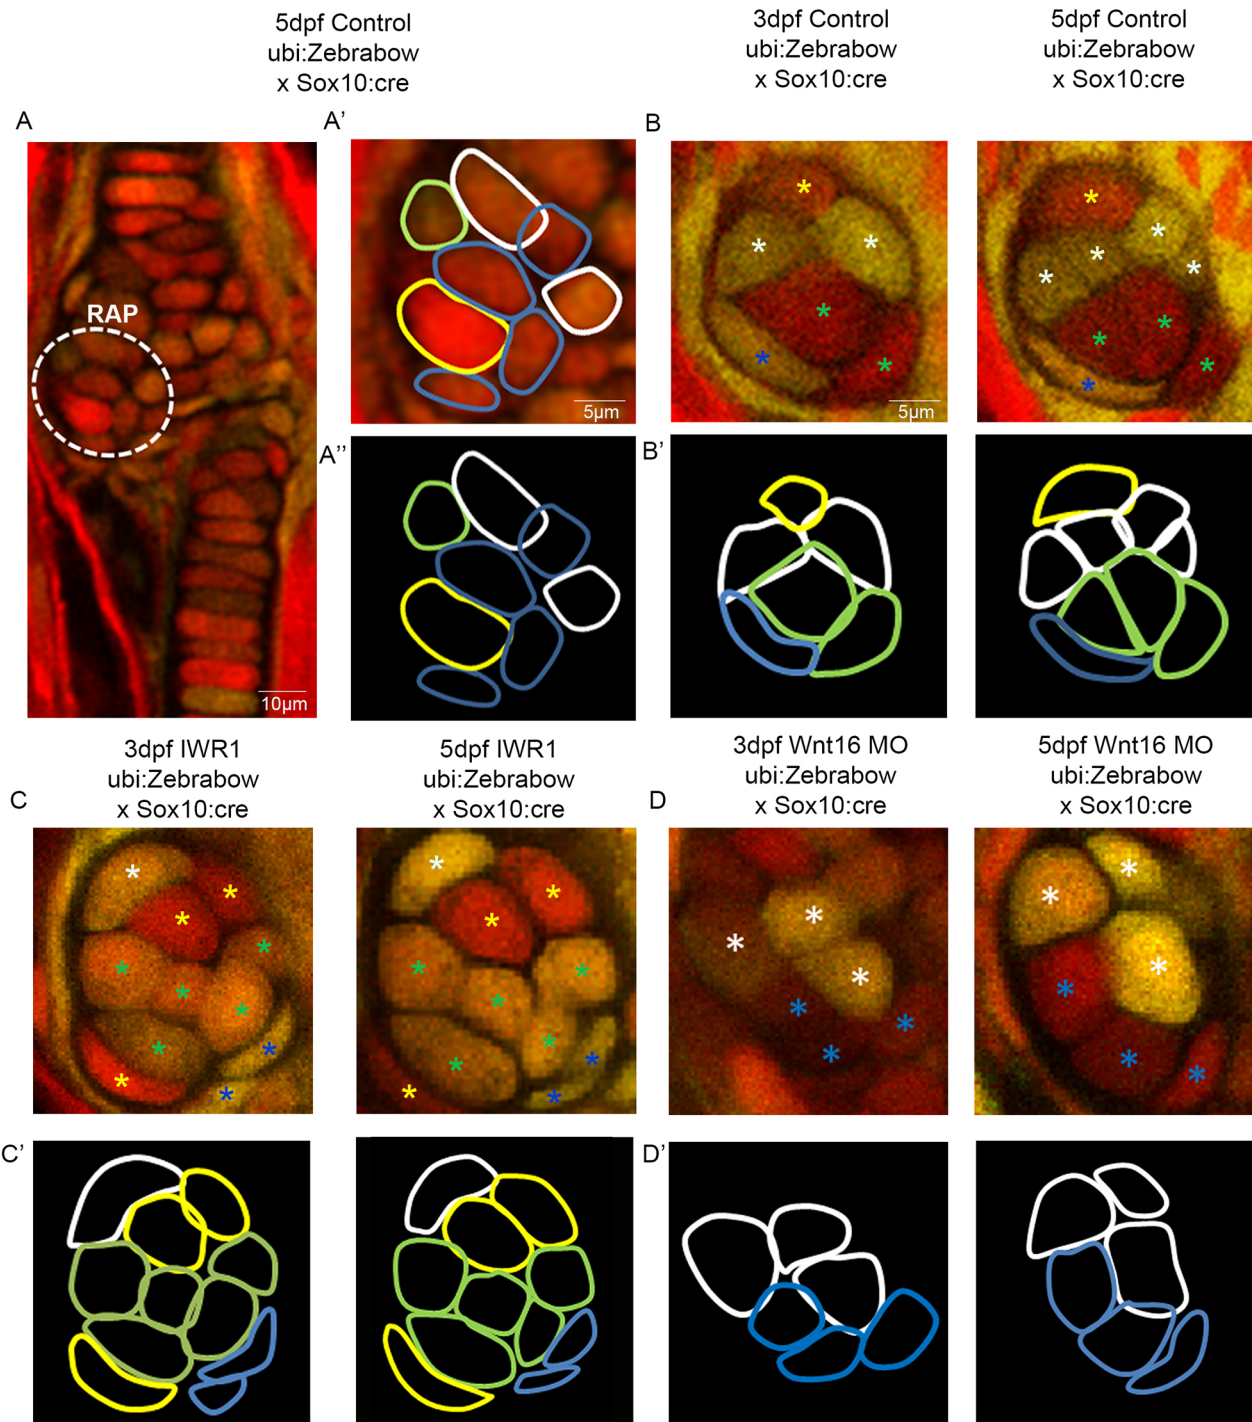 5dpf Control
ubi:Zebrabow
x Sox10:cre
3dpf Control
ubi:Zebrabow
x Sox10:cre
5dpf Control
ubi:Zebrabow
x Sox10:cre
A
A’
B
RAP
10µm
5µm
5µm
A’’
B’
3dpf IWR1
ubi:Zebrabow
x Sox10:cre
5dpf IWR1
ubi:Zebrabow
x Sox10:cre
3dpf Wnt16 MO
ubi:Zebrabow
x Sox10:cre
5dpf Wnt16 MO
ubi:Zebrabow
x Sox10:cre
C
D
C’
D’